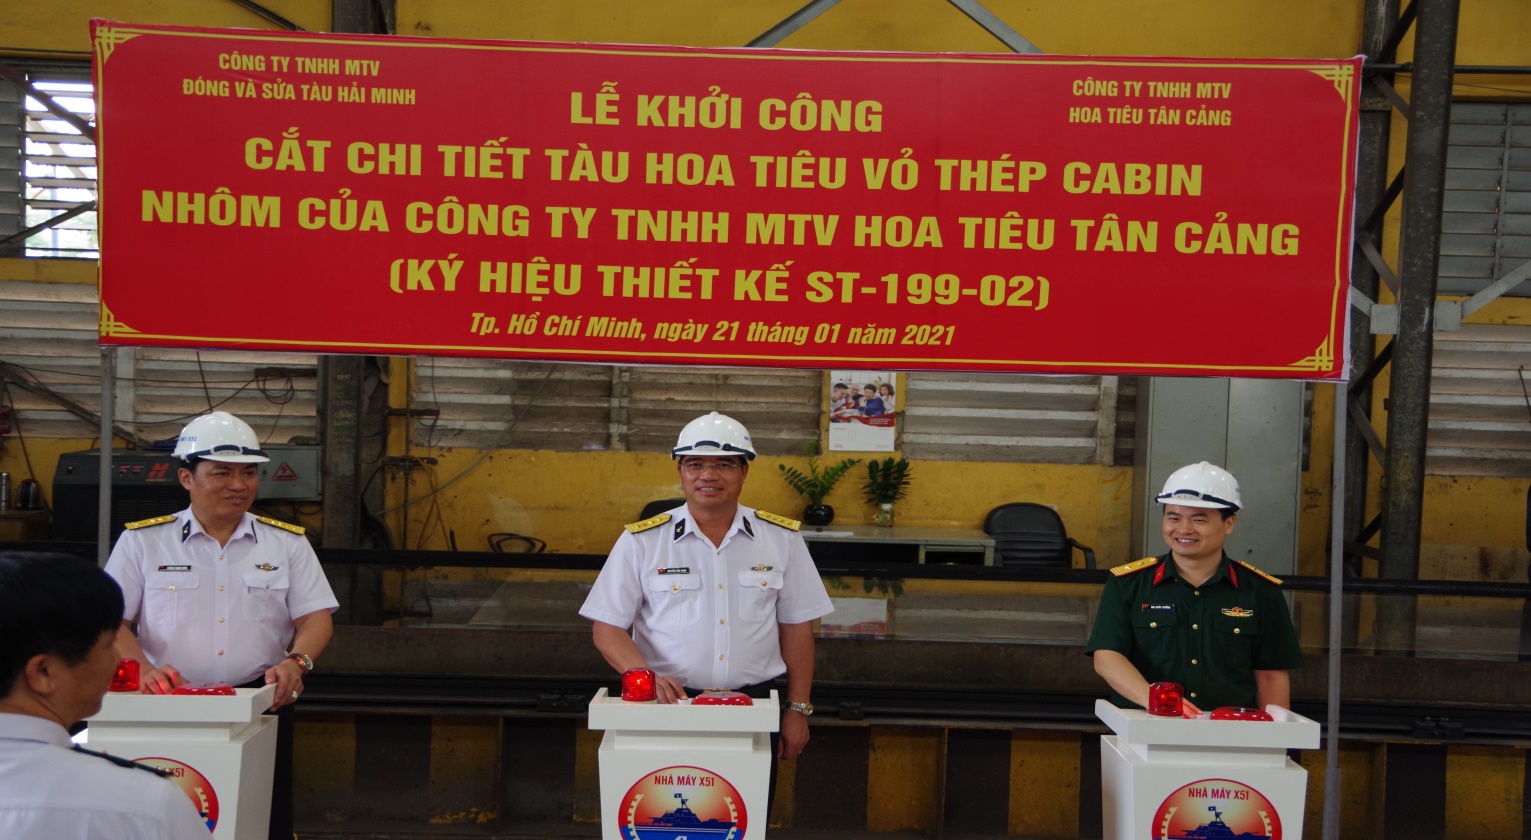 CÔNG TY TNHH MTV
ĐÓNG VÀ SỬA TÀU HẢI MINH
CÔNG TY TNHH MTV
HOA TIÊU TÂN CẢNG
LỄ KHỞI CÔNG
CẮT CHI TIẾT TÀU HOA TIÊU VỎ THÉP CABIN
NHÔM CỦA CÔNG TY TNHH MTV HOA TIÊU TÂN CẢNG
(KÝ HIỆU THIẾT KẾ ST-199-02)
Tp. Hồ Chí Minh, ngày 21 tháng 01 năm 2021
H
MÁY X51
NHÀ MÁY X51
NHÀ MÁY X51